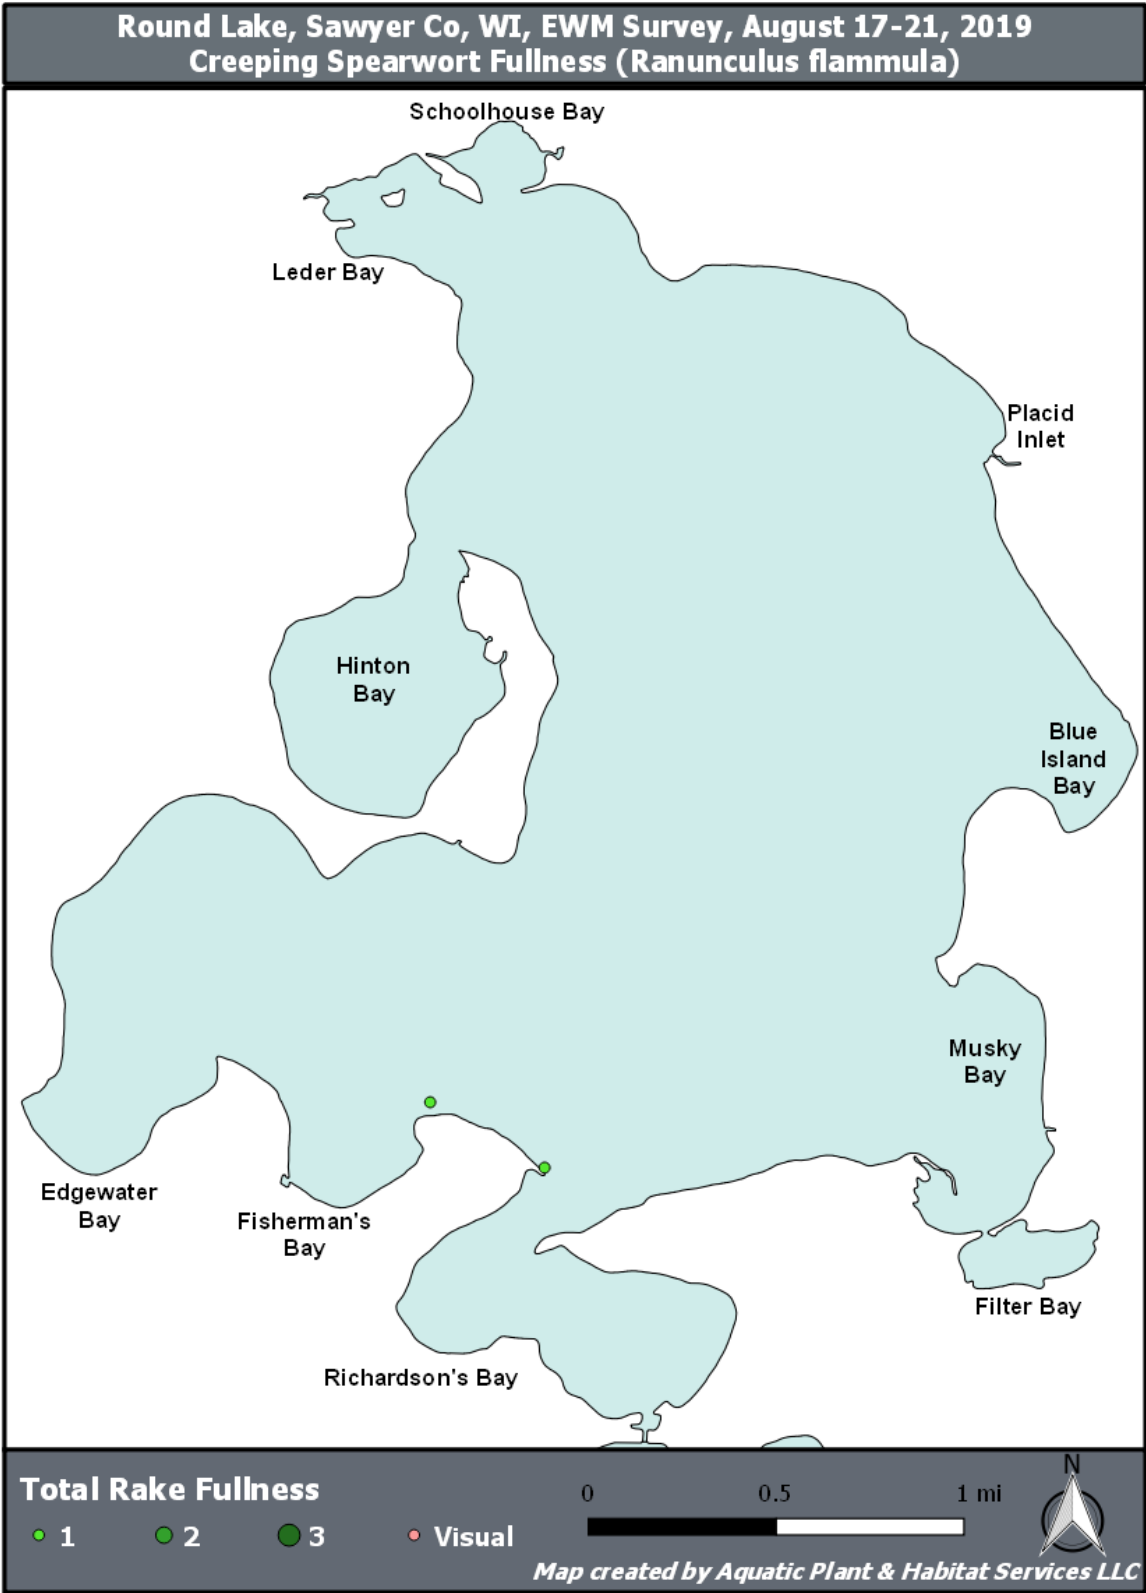 Round Lake, Sawyer Co, WI, EWM Survey, August 17-21, 2019
Creeping Spearwort Fullness (Ranunculus flammula)
Schoolhouse Bay
Leder Bay
Placid
Inlet
Hinton
Bay
Blue
Island
Bay
Musky
Bay
Edgewater
Bay
Fisherman's
Bay
Filter Bay
Richardson's Bay
Total Rake Fullness
1 2 3 Visual
0 0.5 1 mi
N
Map created by Aquatic Plant & Habitat Services LLC